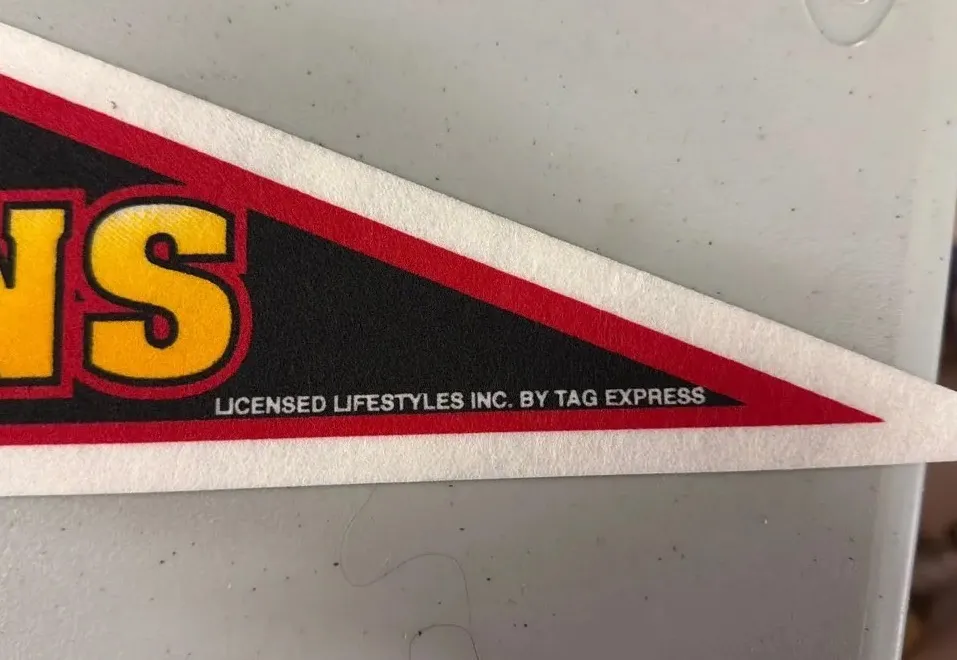 NS
LICENSED LIFESTYLES INC. BY TAG EXPRESS